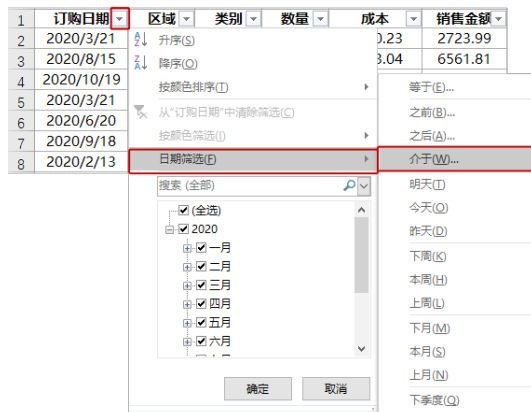 1 订购日期 区域 类别 数量 成本 销售金额
2 2020/3/21 升序(S) 0.23 2723.99
3 2020/8/15 降序(O) 3.04 6561.81
4 2020/10/19 按颜色排序(T) 等于(E)...
5 2020/3/21 从"订购日期"中清除筛选(C) 之前(B)...
6 2020/6/20 按颜色筛选(I) 之后(A)...
7 2020/9/18 日期筛选(F) 介于(W)...
8 2020/2/13
搜索 (全部) 明天(T)
(全选) 今天(O)
2020 昨天(D)
一月
二月 下周(K)
三月 本周(H)
四月 上周(L)
五月 下月(M)
六月 本月(S)
上月(N)
确定 取消
下季度(Q)